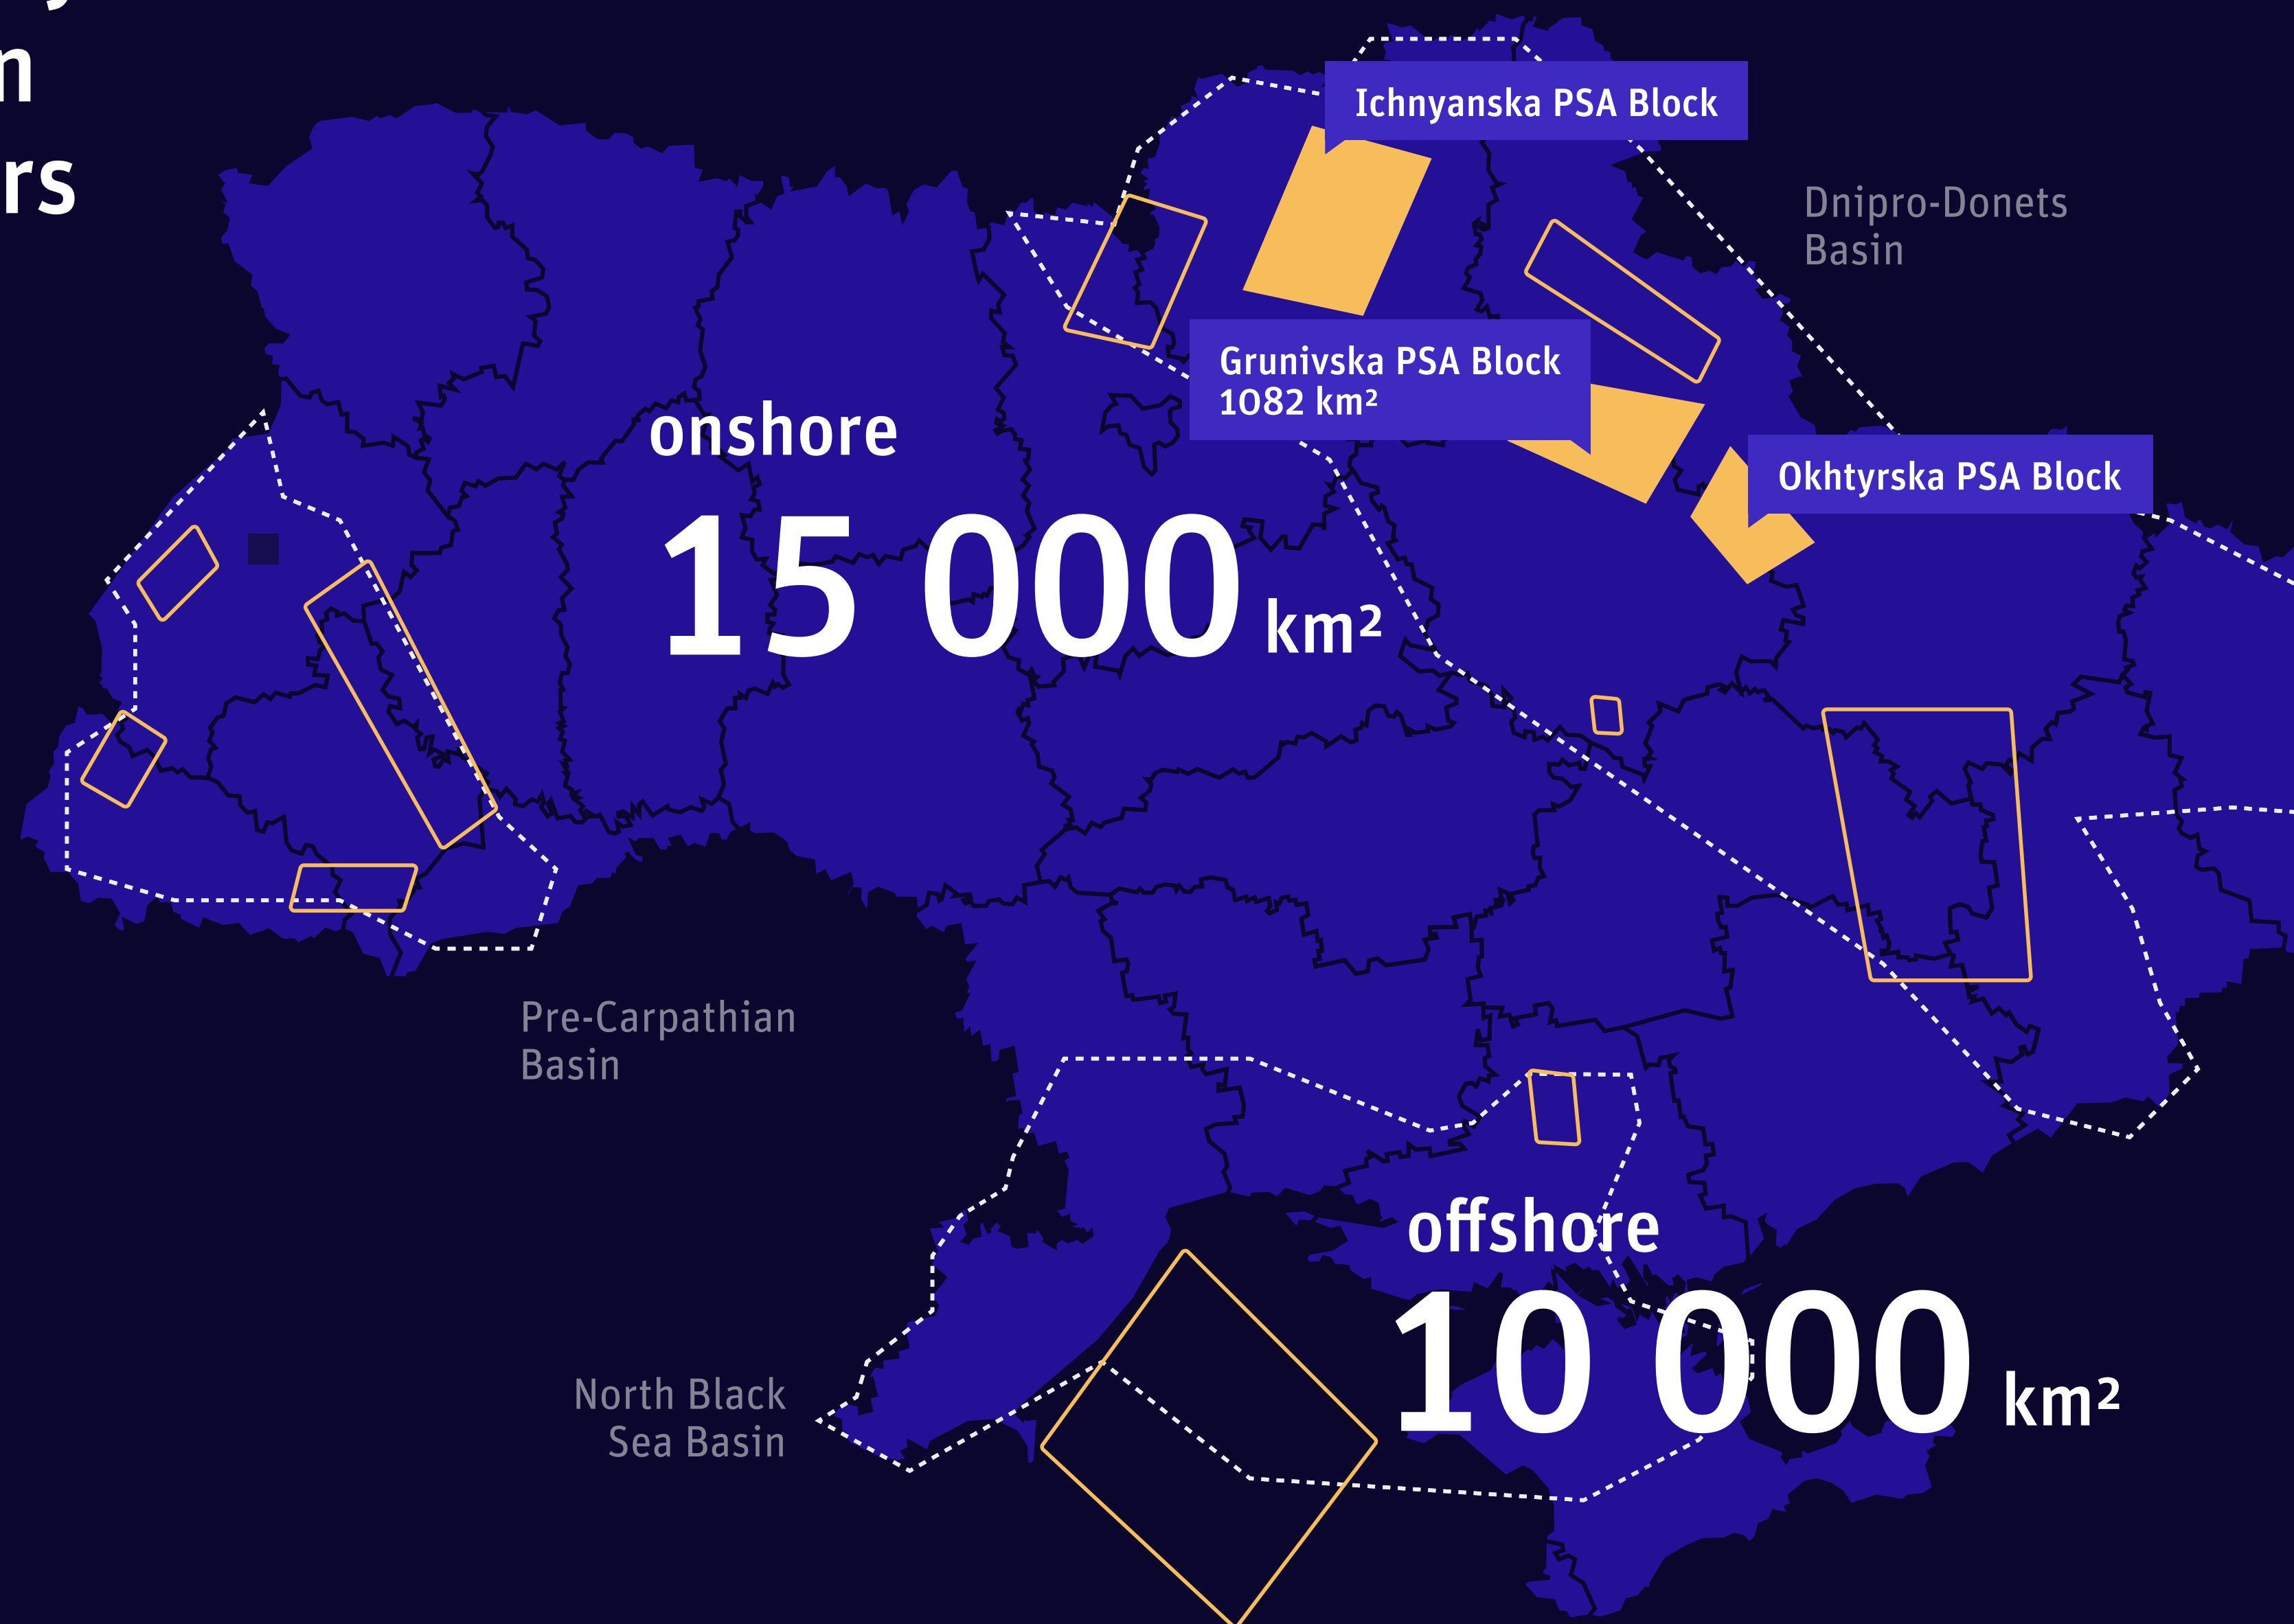 n
rs
Ichnyanska PSA Block
Dnipro-Donets
Basin
Grunivska PSA Block
1082 km²
onshore
15 000 km²
Okhtyrska PSA Block
Pre-Carpathian
Basin
offshore
10 000 km²
North Black
Sea Basin